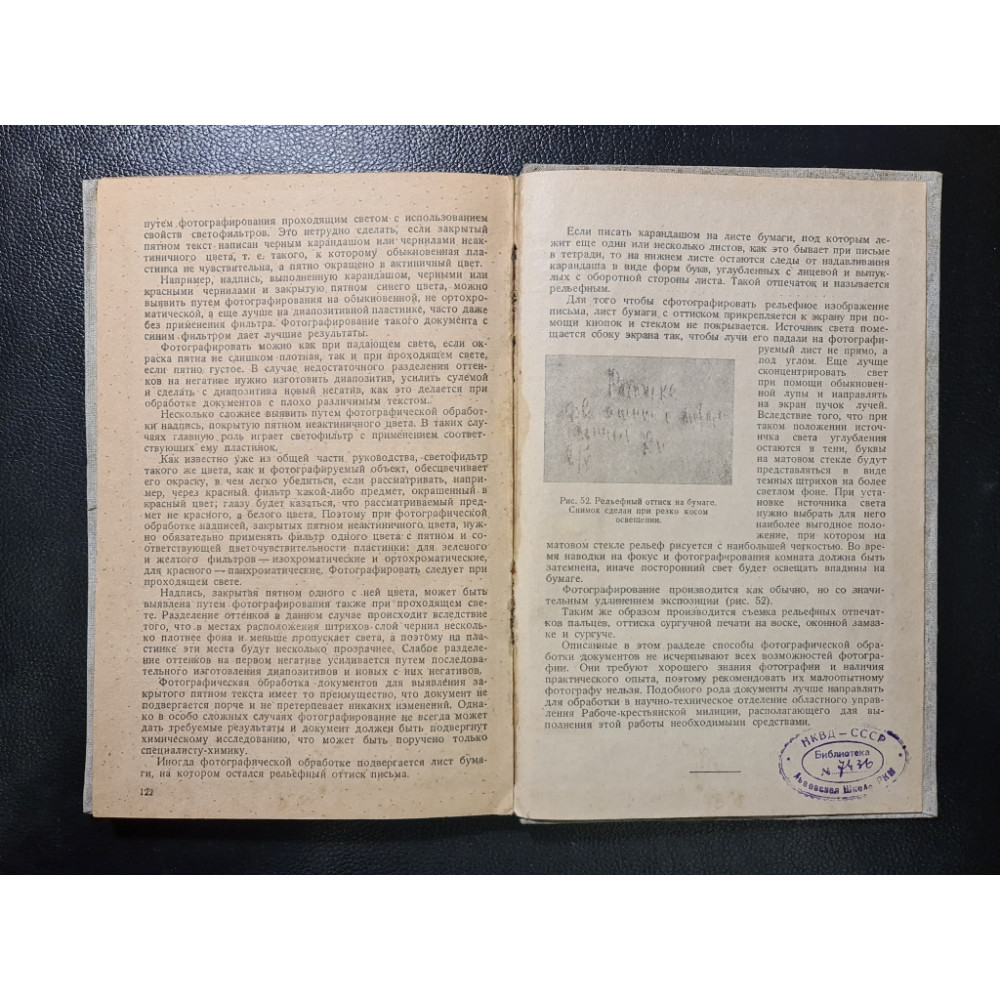 путем фотографирования проходящим светом с использованием
свойств светофильтров. Это нетрудно сделать, если закрытый
пятном текст написан черным карандашом или чернилами неак-
тиничного цвета, т. е. такого, к которому обыкновенная плас-
тинка не чувствительна, а пятно окрашено в актиничный цвет.
Например, надпись, выполненную карандашом, черными или
красными чернилами и закрытую пятном синего цвета, можно
выявить путем фотографирования на обыкновенной, не ортохро-
матической, а еще лучше на диапозитивной пластинке, часто даже
без применения фильтра. Фотографирование такого документа с
синим фильтром дает лучшие результаты.
Фотографировать можно как при падающем свете, если ок-
раска пятна не слишком плотная, так и при проходящем свете,
если пятно густое. В случае недостаточного разделения оттен-
ков на негативе нужно изготовить диапозитив, усилить сулемой
и сделать с диапозитива новый негатив, как это делается при
обработке документов с плохо различимым текстом.
Несколько сложнее выявить путем фотографической обработ-
ки надпись, покрытую пятном неактиничного цвета. В таких слу-
чаях главную роль играет светофильтр с применением соответ-
ствующих ему пластинок.
Как известно уже из общей части руководства, светофильтр
такого же цвета, как и фотографируемый объект, обесцвечивает
его окраску, в чем легко убедиться, если рассматривать, напри-
мер, через красный фильтр какой-либо предмет, окрашенный в
красный цвет; глазу будет казаться, что рассматриваемый пред-
мет не красного, а белого цвета. Поэтому при фотографической
обработке надписей, закрытых пятном неактиничного цвета, нуж-
но обязательно применять фильтр одного цвета с пятном и со-
ответствующей цветочувствительности пластинки: для зеленого
и желтого фильтров — изохроматические и ортохроматические,
для красного — панхроматические. Фотографировать следует при
проходящем свете.
Надпись, закрытая пятном одного с ней цвета, может быть
выявлена путем фотографирования также при проходящем све-
те. Разделение оттенков в данном случае происходит вследствие
того, что в местах расположения штрихов слой чернил несколь-
ко плотнее фона и меньше пропускает света, а поэтому на пла-
стинке эти места будут несколько прозрачнее. Слабое разделе-
ние оттенков на первом негативе усиливается путем последова-
тельного изготовления диапозитивов и новых с них негативов.
Фотографическая обработка документов для выявления за-
крытого пятном текста имеет то преимущество, что документ не
подвергается порче и не претерпевает никаких изменений. Одна-
ко в особо сложных случаях фотографирование не всегда может
дать требуемые результаты и документ должен быть подвергнут
химическому исследованию, что может быть поручено только
специалисту-химику.
Иногда фотографической обработке подвергается лист бума-
ги, на котором остался рельефный оттиск письма.
122
Если писать карандашом на листе бумаги, под которым ле-
жит еще один или несколько листов, как это бывает при письме
в тетради, то на нижнем листе остаются следы от надавливания
карандаша в виде форм букв, углубленных с лицевой и выпук-
лых с оборотной стороны листа. Такой отпечаток и называется
рельефным.
Для того чтобы сфотографировать рельефное изображение
письма, лист бумаги с оттиском прикрепляется к экрану при по-
мощи кнопок и стеклом не покрывается. Источник света поме-
щается сбоку экрана так, чтобы лучи его падали на фотографи-
руемый лист не прямо, а
под углом. Еще лучше
сконцентрировать свет
при помощи обыкновен-
ной лупы и направлять
на экран пучок лучей.
Вследствие того, что при
таком положении источ-
ника света углубления
остаются в тени, буквы
на матовом стекле будут
представляться в виде
темных штрихов на более
светлом фоне. При уста-
новке источника света
нужно выбрать для него
наиболее выгодное поло-
жение, при котором на
Рис. 52. Рельефный оттиск на бумаге.
Снимок сделан при резко косом
освещении.
матовом стекле рельеф рисуется с наибольшей четкостью. Во вре-
мя наводки на фокус и фотографирования комната должна быть
затемнена, иначе посторонний свет будет освещать впадины на
бумаге.
Фотографирование производится как обычно, но со значи-
тельным удлинением экспозиции (рис. 52).
Таким же образом производится съемка рельефных отпечат-
ков пальцев, оттиска сургучной печати на воске, оконной замаз-
ке и сургуче.
Описанные в этом разделе способы фотографической обра-
ботки документов не исчерпывают всех возможностей фотогра-
фии. Они требуют хорошего знания фотографии и наличия
практического опыта, поэтому рекомендовать их малоопытному
фотографу нельзя. Подобного рода документы лучше направлять
для обработки в научно-техническое отделение областного управ-
ления Рабоче-крестьянской милиции, располагающего для вы-
полнения этой работы необходимыми средствами.
НКВД — СССР
Библиотека
№ 7436
Львовская Школа РКМ